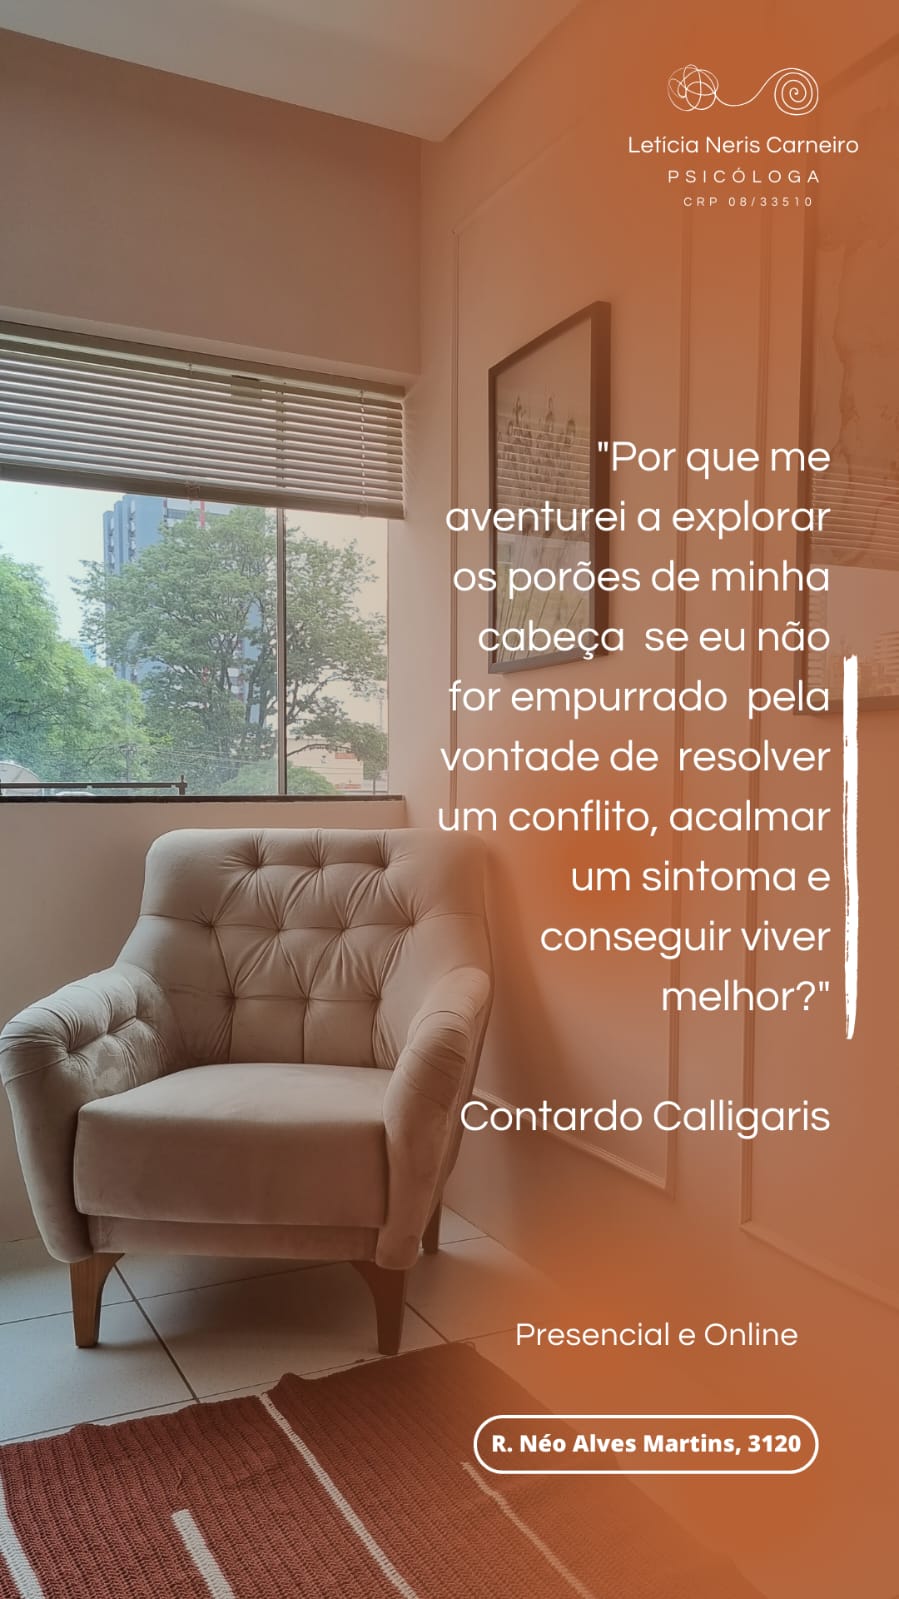 Letícia Neris Carneiro
PSICÓLOGA
CRP 08/33510
"Por que me
aventurei a explorar
os porões de minha
cabeça se eu não
for empurrado pela
vontade de resolver
um conflito, acalmar
um sintoma e
conseguir viver
melhor?"
Contardo Calligaris
Presencial e Online
R. Néo Alves Martins, 3120